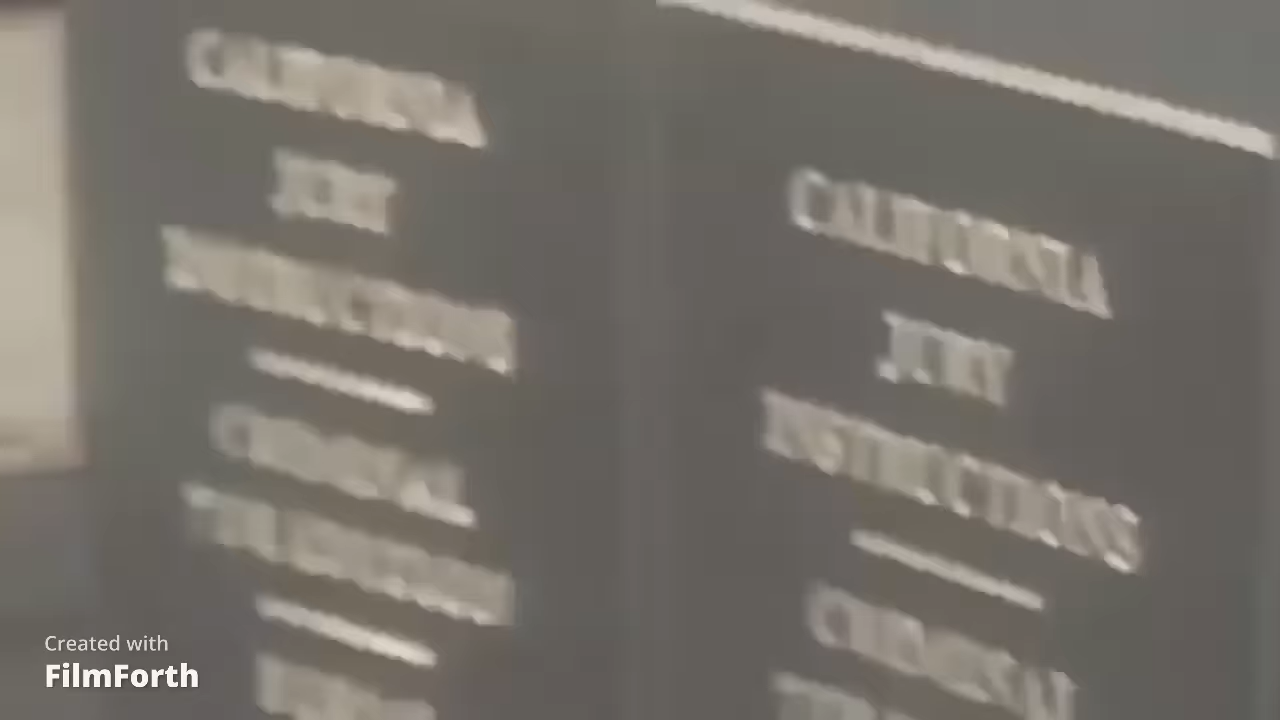 CALIFORNIA
JURY
INSTRUCTIONS
CRIMINAL
CALIFORNIA
JURY
INSTRUCTIONS
CRIMINAL
Created with
FilmForth